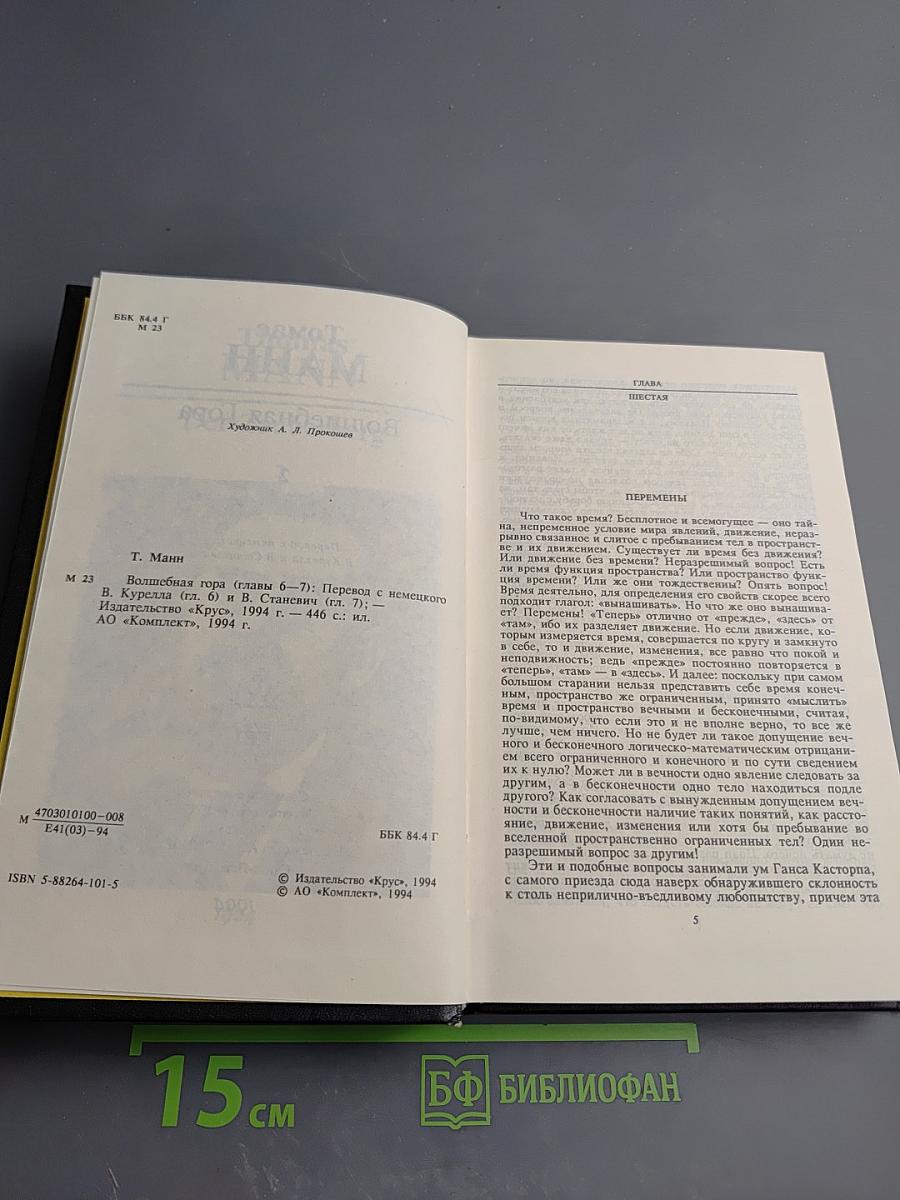 ББК 84.4 Г
М 23
Художник А. Л. Прокошев
Т. Манн
М 23 Волшебная гора (главы 6—7): Перевод с немецкого
В. Курелла (гл. 6) и В. Станевич (гл. 7); —
Издательство «Крус», 1994 г. — 446 с.: ил.
АО «Комплект», 1994 г.
М 4703010100—008
Е41(03)—94
ББК 84.4 Г
ISBN 5-88264-101-5
© Издательство «Крус», 1994
© АО «Комплект», 1994
ГЛАВА
ШЕСТАЯ
ПЕРЕМЕНЫ
Что такое время? Бесплотное и всемогущее — оно тай-
на, непременное условие мира явлений, движение, нераз-
рывно связанное и слитое с пребыванием тел в пространст-
ве и их движением. Существует ли время без движения?
Или движение без времени? Неразрешимый вопрос! Есть
ли время функция пространства? Или пространство функ-
ция времени? Или же они тождественны? Опять вопрос!
Время деятельно, для определения его свойств скорее всего
подходит глагол: «вынашивать». Но что же оно вынашива-
ет? Перемены! «Теперь» отлично от «прежде», «здесь» от
«там», ибо их разделяет движение. Но если движение, ко-
торым измеряется время, совершается по кругу и замкнуто
в себе, то и движение, изменения, все равно что покой и
неподвижность; ведь «прежде» постоянно повторяется в
«теперь», «там» — в «здесь». И далее: поскольку при самом
большом старании нельзя представить себе время конеч-
ным, пространство же ограниченным, принято «мыслить»
время и пространство вечными и бесконечными, считая,
по-видимому, что если это и не вполне верно, то все же
лучше, чем ничего. Но не будет ли такое допущение веч-
ного и бесконечного логическо-математическим отрицани-
ем всего ограниченного и конечного и по сути сведением
их к нулю? Может ли в вечности одно явление следовать за
другим, а в бесконечности одно тело находиться подле
другого? Как согласовать с вынужденным допущением веч-
ности и бесконечности наличие таких понятий, как рассто-
яние, движение, изменения или хотя бы пребывание во
вселенной пространственно ограниченных тел? Один не-
разрешимый вопрос за другим!
Эти и подобные вопросы занимали ум Ганса Касторпа,
с самого приезда сюда наверх обнаружившего склонность
к столь неприлично-въедливому любопытству, причем эта
5
15 см
БФ БИБЛИОФАН